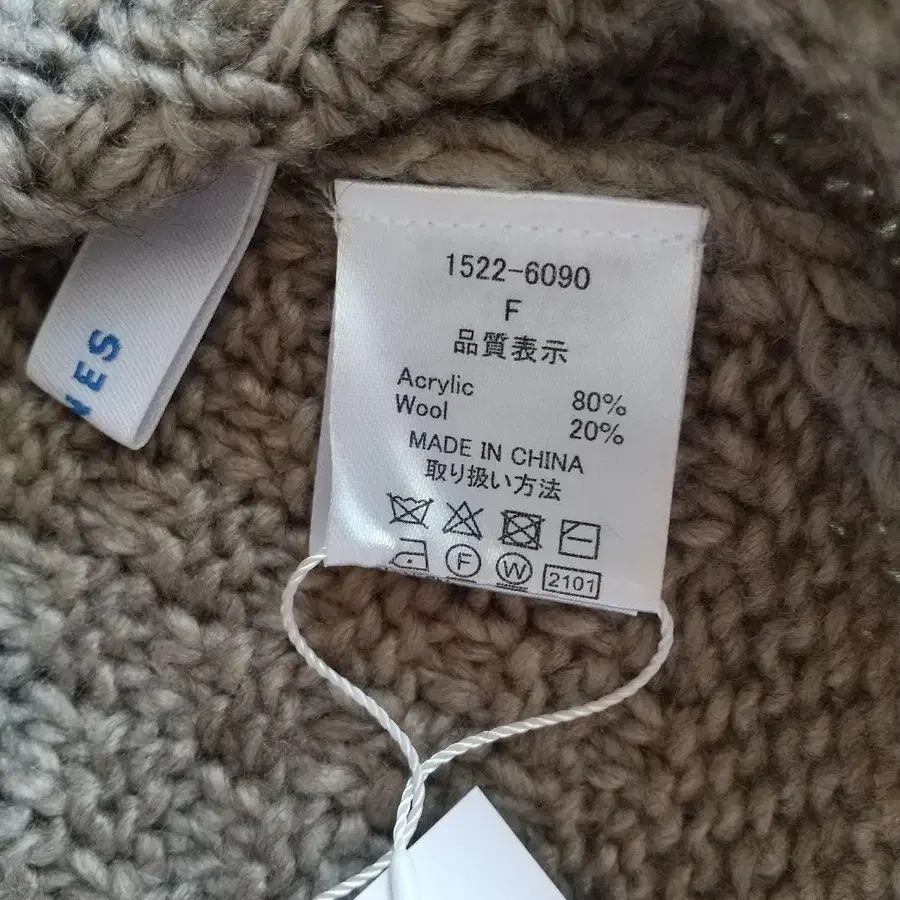 1522-6090
F
品質表示
Acrylic 80%
Wool 20%
MADE IN CHINA
取り扱い方法
F W 2101
NES